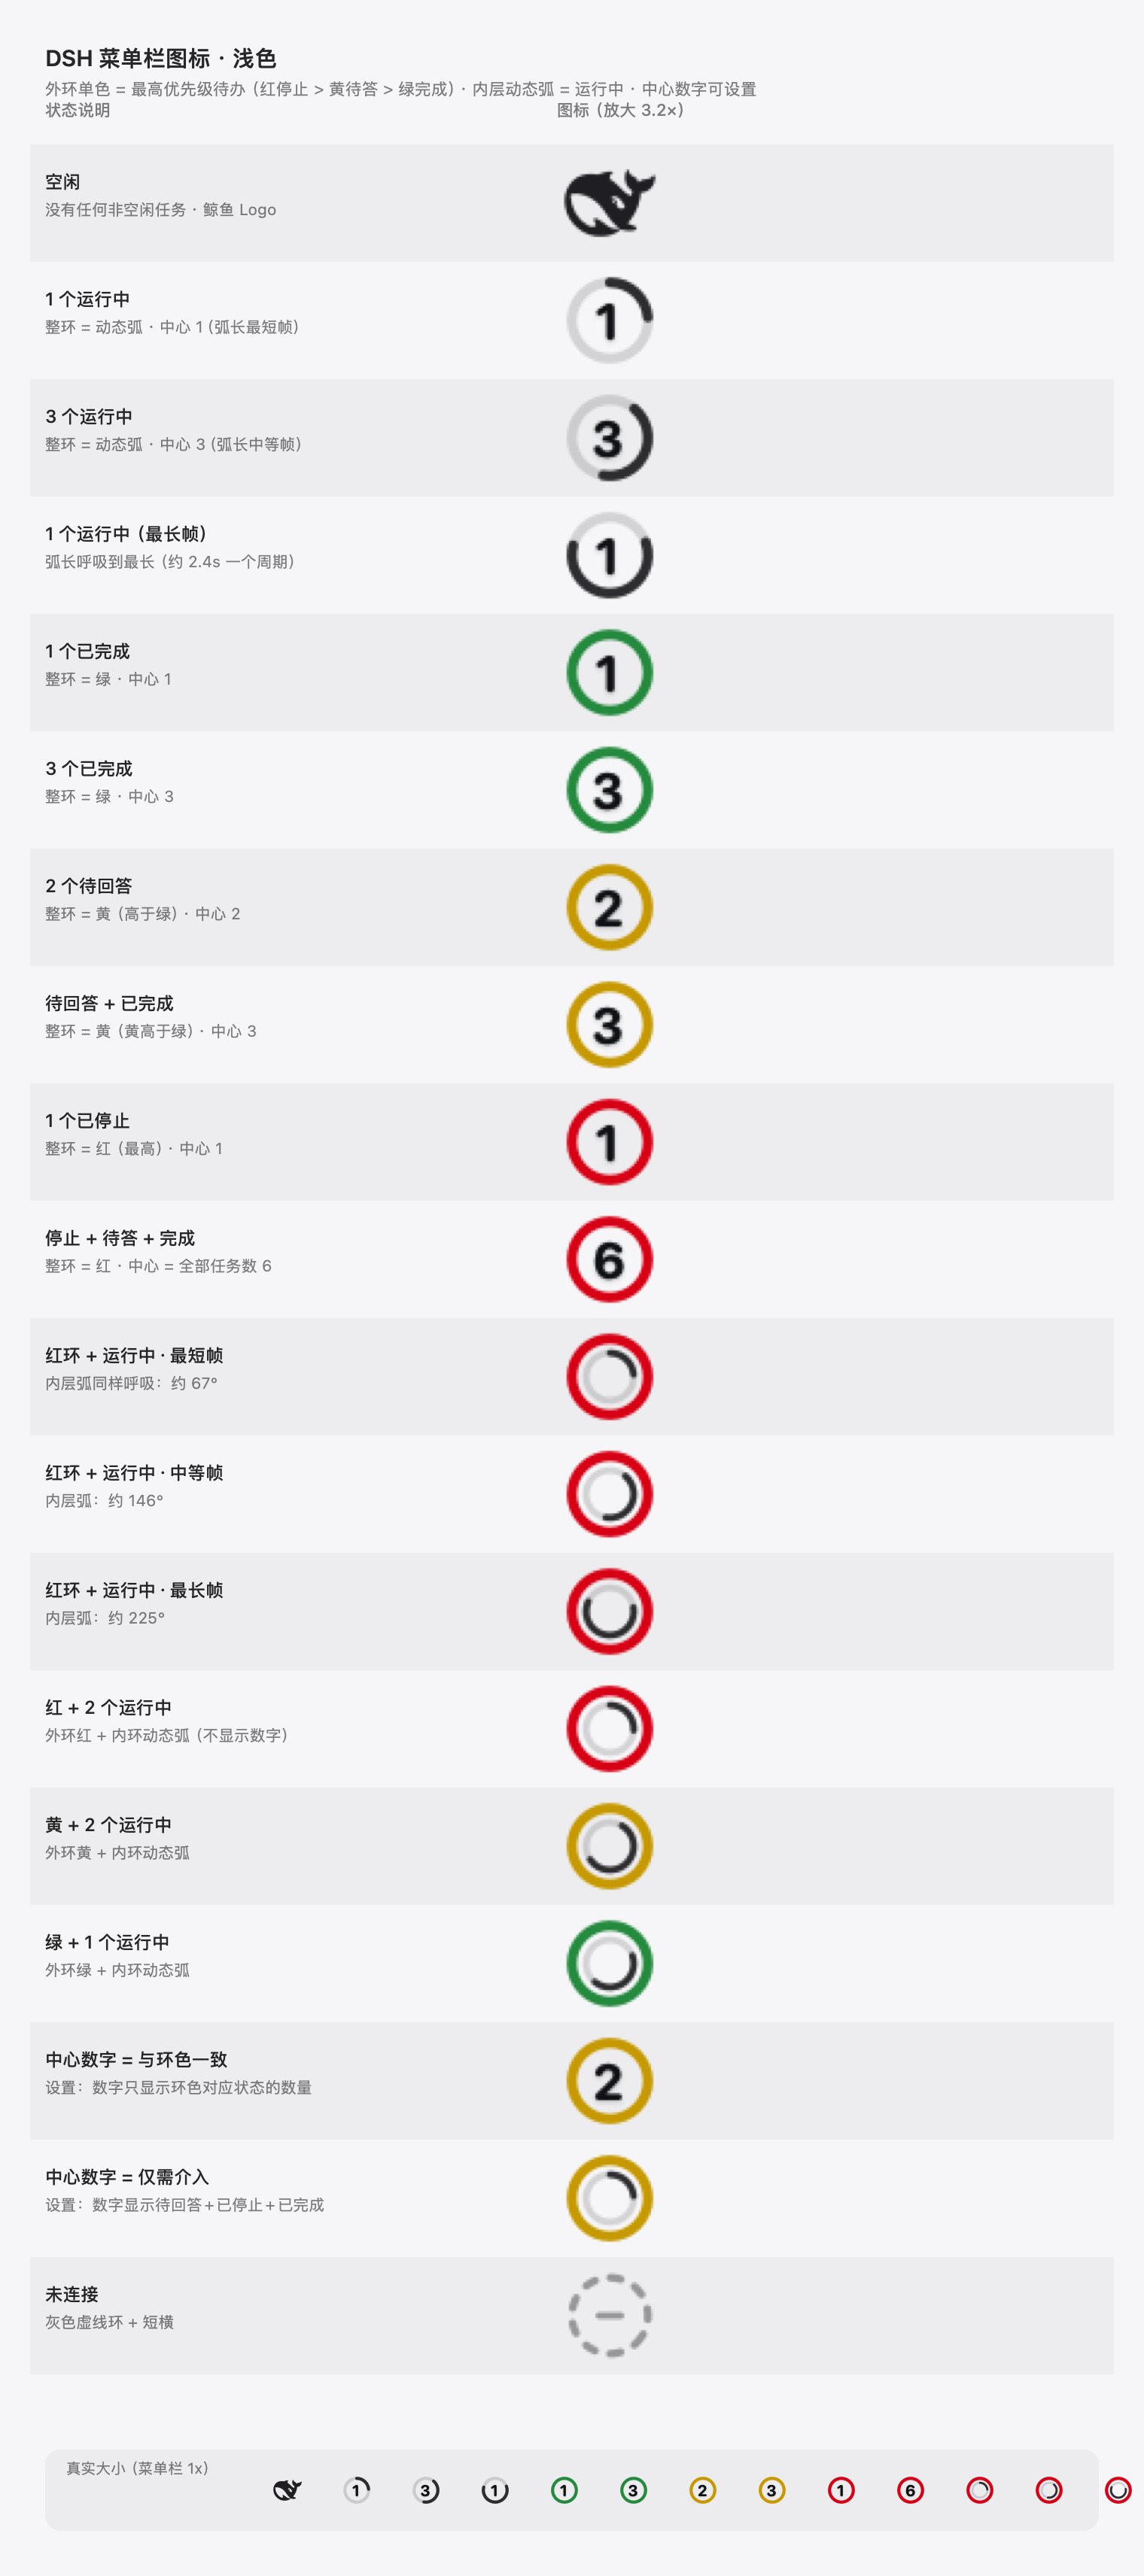 DSH 菜单栏图标 · 浅色
外环单色 = 最高优先级待办（红停止 > 黄待答 > 绿完成）· 内层动态弧 = 运行中 · 中心数字可设置
状态说明
图标（放大 3.2×）
空闲
没有任何非空闲任务 · 鲸鱼 Logo
1 个运行中
整环 = 动态弧 · 中心 1（弧长最短帧）
1
3 个运行中
整环 = 动态弧 · 中心 3（弧长中等帧）
3
1 个运行中（最长帧）
弧长呼吸到最长（约 2.4s 一个周期）
1
1 个已完成
整环 = 绿 · 中心 1
1
3 个已完成
整环 = 绿 · 中心 3
3
2 个待回答
整环 = 黄（高于绿）· 中心 2
2
待回答 + 已完成
整环 = 黄（黄高于绿）· 中心 3
3
1 个已停止
整环 = 红（最高）· 中心 1
1
停止 + 待答 + 完成
整环 = 红 · 中心 = 全部任务数 6
6
红环 + 运行中 · 最短帧
内层弧同样呼吸：约 67°
红环 + 运行中 · 中等帧
内层弧：约 146°
红环 + 运行中 · 最长帧
内层弧：约 225°
红 + 2 个运行中
外环红 + 内环动态弧（不显示数字）
黄 + 2 个运行中
外环黄 + 内环动态弧
绿 + 1 个运行中
外环绿 + 内环动态弧
中心数字 = 与环色一致
设置：数字只显示环色对应状态的数量
2
中心数字 = 仅需介入
设置：数字显示待回答+已停止+已完成
未连接
灰色虚线环 + 短横
真实大小（菜单栏 1x）
1 3 1 1 3 2 3 1 6